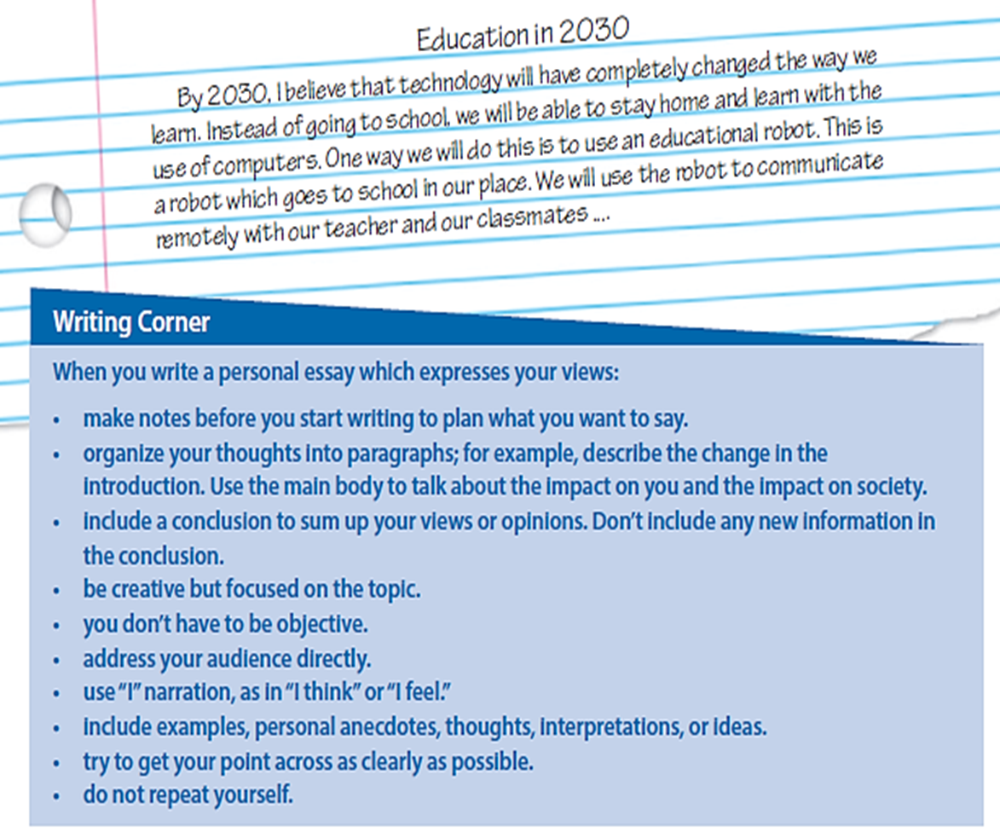 Education in 2030
By 2030, I believe that technology will have completely changed the way we
learn. Instead of going to school, we will be able to stay home and learn with the
use of computers. One way we will do this is to use an educational robot. This is
a robot which goes to school in our place. We will use the robot to communicate
remotely with our teacher and our classmates ....
Writing Corner
When you write a personal essay which expresses your views:
• make notes before you start writing to plan what you want to say.
• organize your thoughts into paragraphs; for example, describe the change in the
introduction. Use the main body to talk about the impact on you and the impact on society.
• include a conclusion to sum up your views or opinions. Don't include any new information in
the conclusion.
• be creative but focused on the topic.
• you don't have to be objective.
• address your audience directly.
• use "I" narration, as in "I think" or "I feel."
• include examples, personal anecdotes, thoughts, interpretations, or ideas.
• try to get your point across as clearly as possible.
• do not repeat yourself.